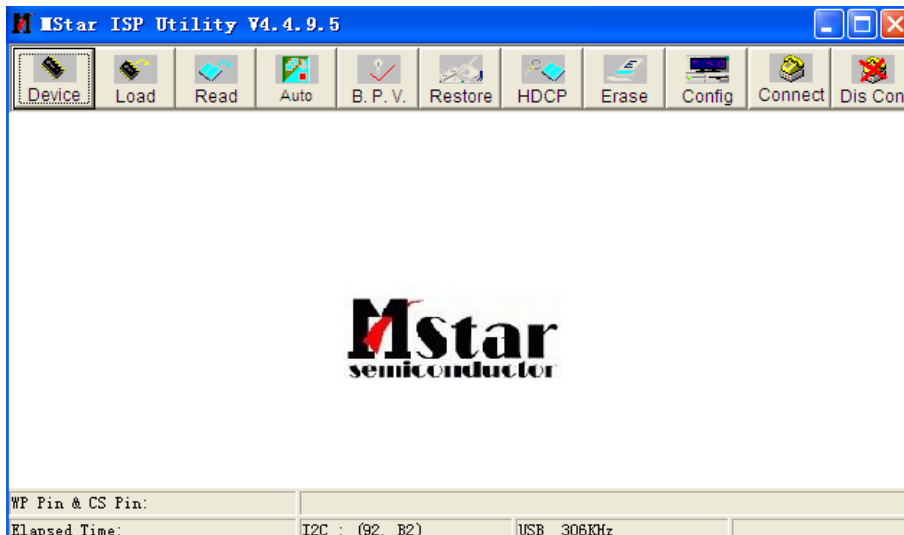 MStar ISP Utility V4.4.9.5
Device Load Read Auto B. P. V. Restore HDCP Erase Config Connect Dis Con
MStar
semiconductor
WP Pin & CS Pin:
Elapsed Time: I2C : (92, B2) USB 306KHz